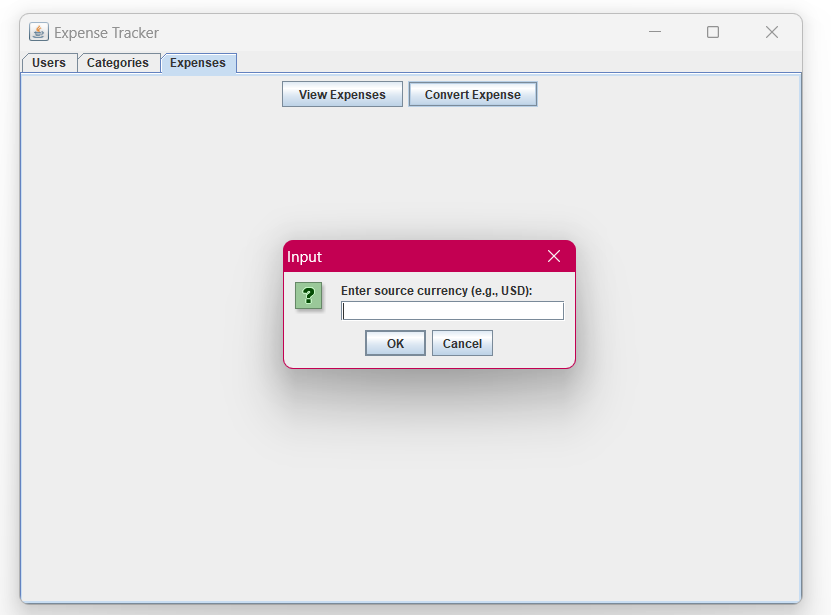 Expense Tracker
Users Categories Expenses
View Expenses Convert Expense
Input
?
Enter source currency (e.g., USD):
OK Cancel